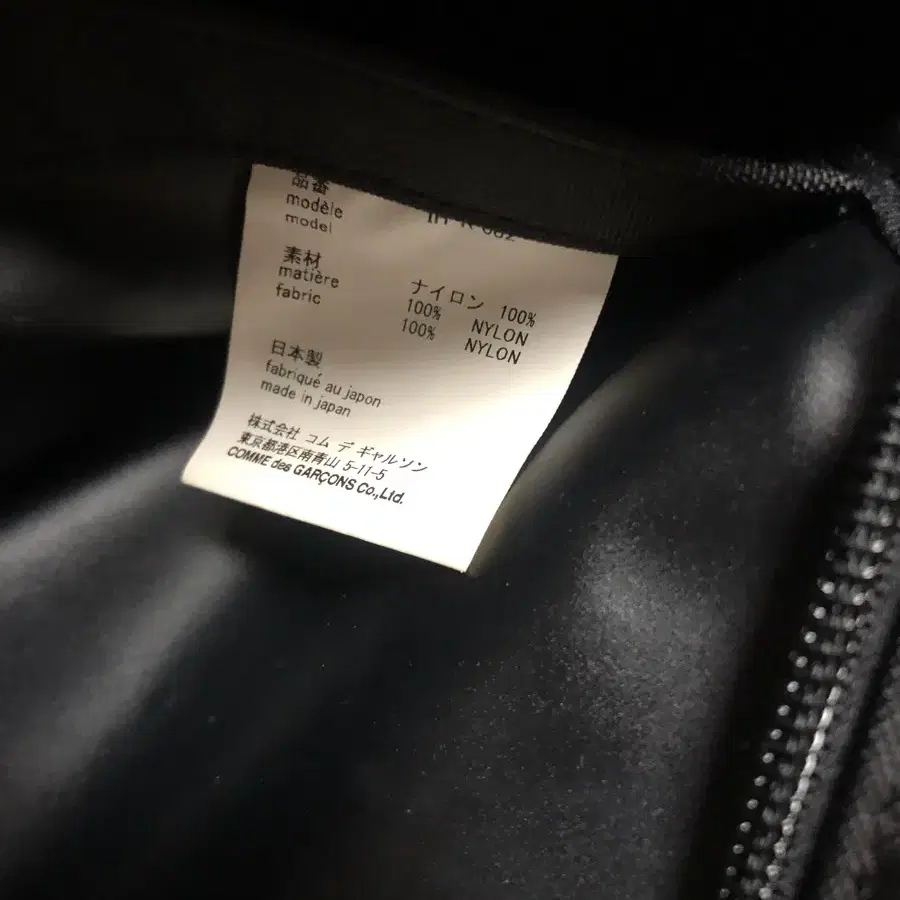 品番
modèle
model
素材 ナイロン 100%
matière 100% NYLON
fabric 100% NYLON
日本製
fabriqué au japon
made in japan
株式会社 コム デ ギャルソン
東京都港区南青山 5-11-5
COMME des GARÇONS Co.,Ltd.